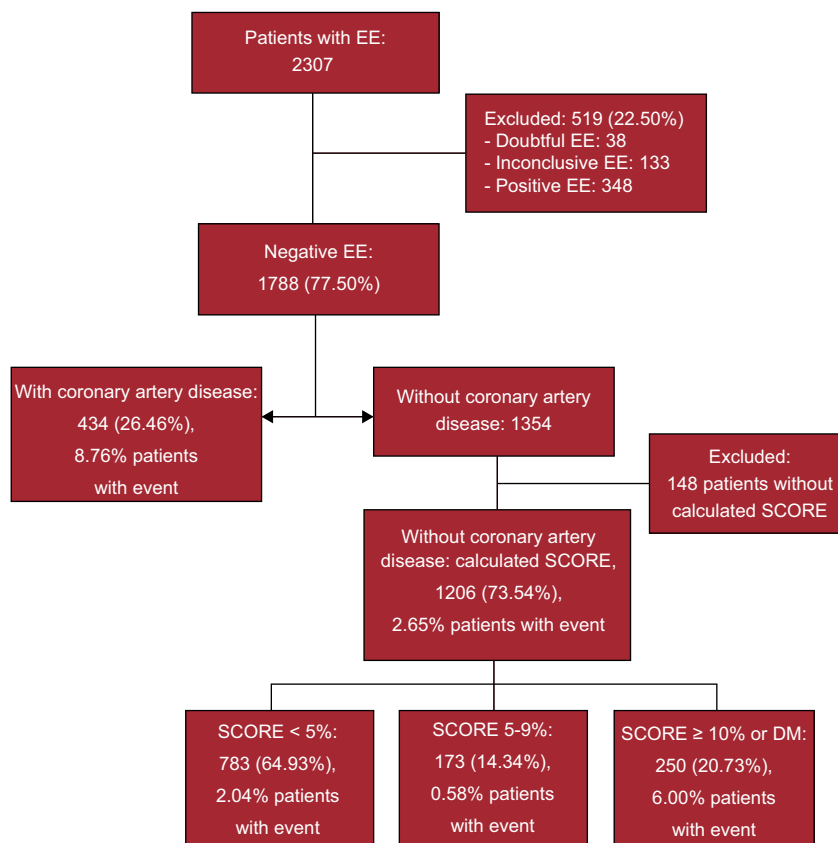 Patients with EE:
2307
Excluded: 519 (22.50%)
- Doubtful EE: 38
- Inconclusive EE: 133
- Positive EE: 348
Negative EE:
1788 (77.50%)
With coronary artery disease:
434 (26.46%),
8.76% patients
with event
Without coronary artery
disease: 1354
Excluded:
148 patients without
calculated SCORE
Without coronary artery
disease: calculated SCORE,
1206 (73.54%),
2.65% patients with event
SCORE < 5%:
783 (64.93%),
2.04% patients
with event
SCORE 5-9%:
173 (14.34%),
0.58% patients
with event
SCORE ≥ 10% or DM:
250 (20.73%),
6.00% patients
with event